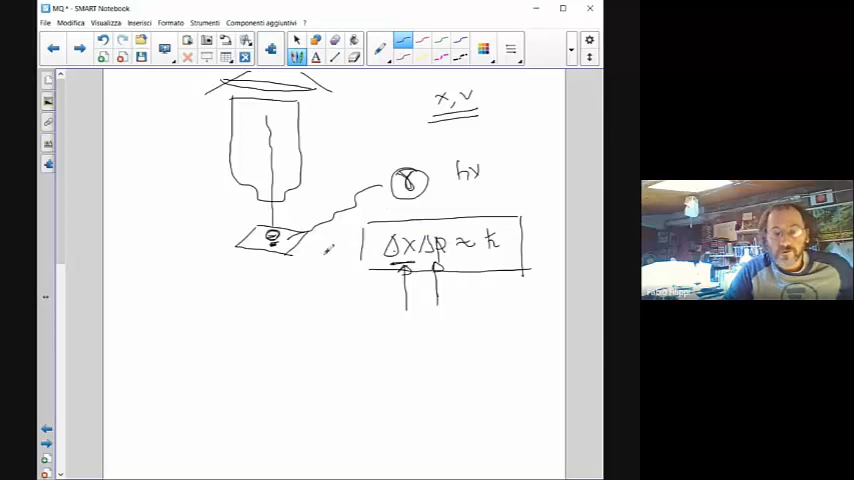 MQ * - SMART Notebook
File Modifica Visualizza Inserisci Formato Strumenti Componenti aggiuntivi ?
A
x, v
γ hν
Δx Δp ≈ ħ